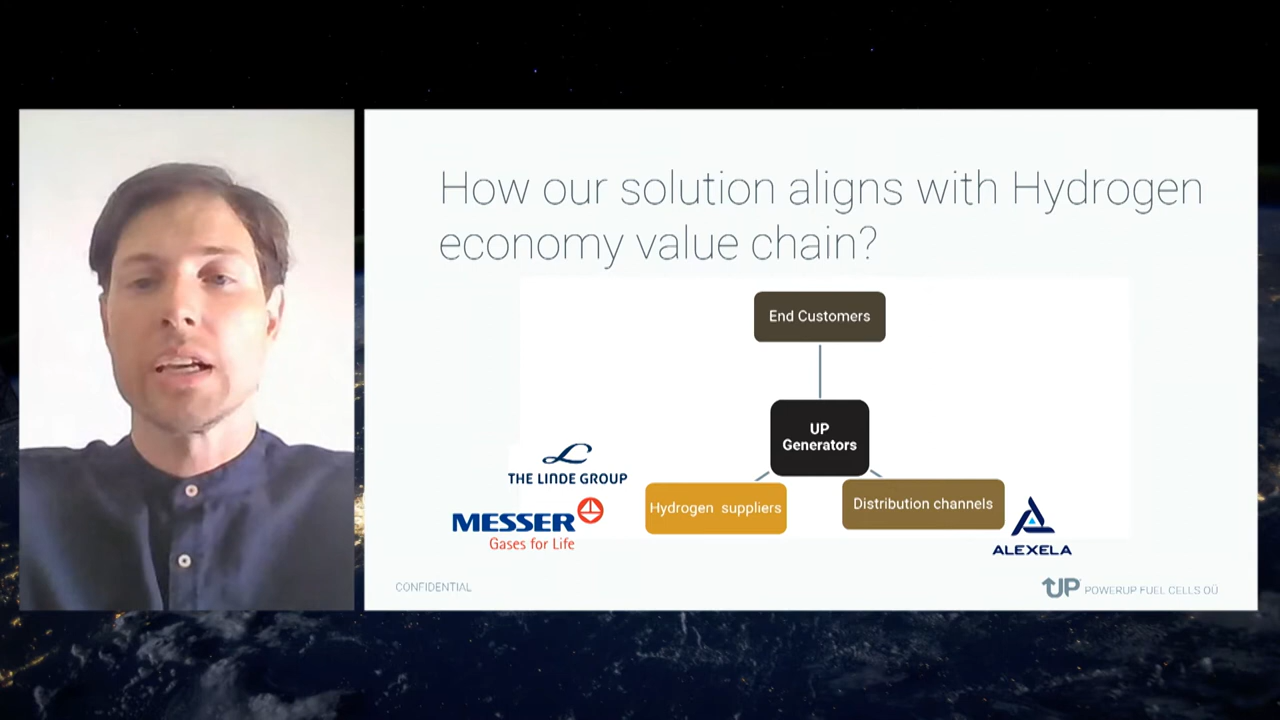 How our solution aligns with Hydrogen
economy value chain?
End Customers
UP
Generators
THE LINDE GROUP
MESSER
Gases for Life
Hydrogen suppliers
Distribution channels
ALEXELA
CONFIDENTIAL
UP POWERUP FUEL CELLS OÜ